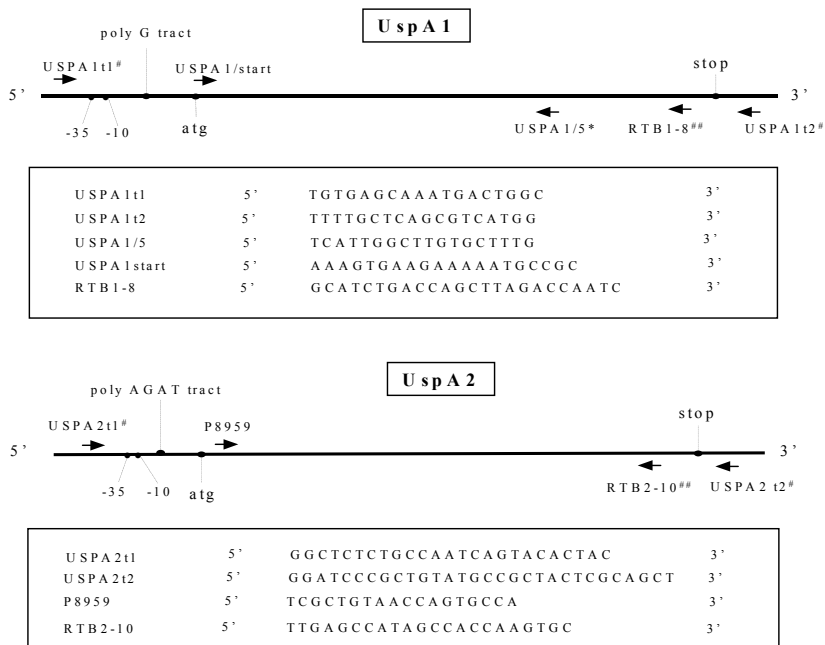 UspA1
poly G tract
USPA1t1# USPA1/start stop
5’ 3’
-35 -10 atg USPA1/5* RTB1-8## USPA1t2#
USPA1t1 5’ TGTGAGCAAATGACTGGC 3’
USPA1t2 5’ TTTTGCTCAGCGTCATGG 3’
USPA1/5 5’ TCATTGGCTTGTGCTTTG 3’
USPA1start 5’ AAAGTGAAGAAAAATGCCGC 3’
RTB1-8 5’ GCATCTGACCAGCTTAGACCAATC 3’
UspA2
poly AGAT tract
USPA2t1# P8959 stop
5’ 3’
-35 -10 atg RTB2-10## USPA2 t2#
USPA2t1 5’ GGCTCTCTGCCAATCAGTACACTAC 3’
USPA2t2 5’ GGATCCCGCTGTATGCCGCTACTCGCAGCT 3’
P8959 5’ TCGCTGTAACCAGTGCCA 3’
RTB2-10 5’ TTGAGCCATAGCCACCAAGTGC 3’